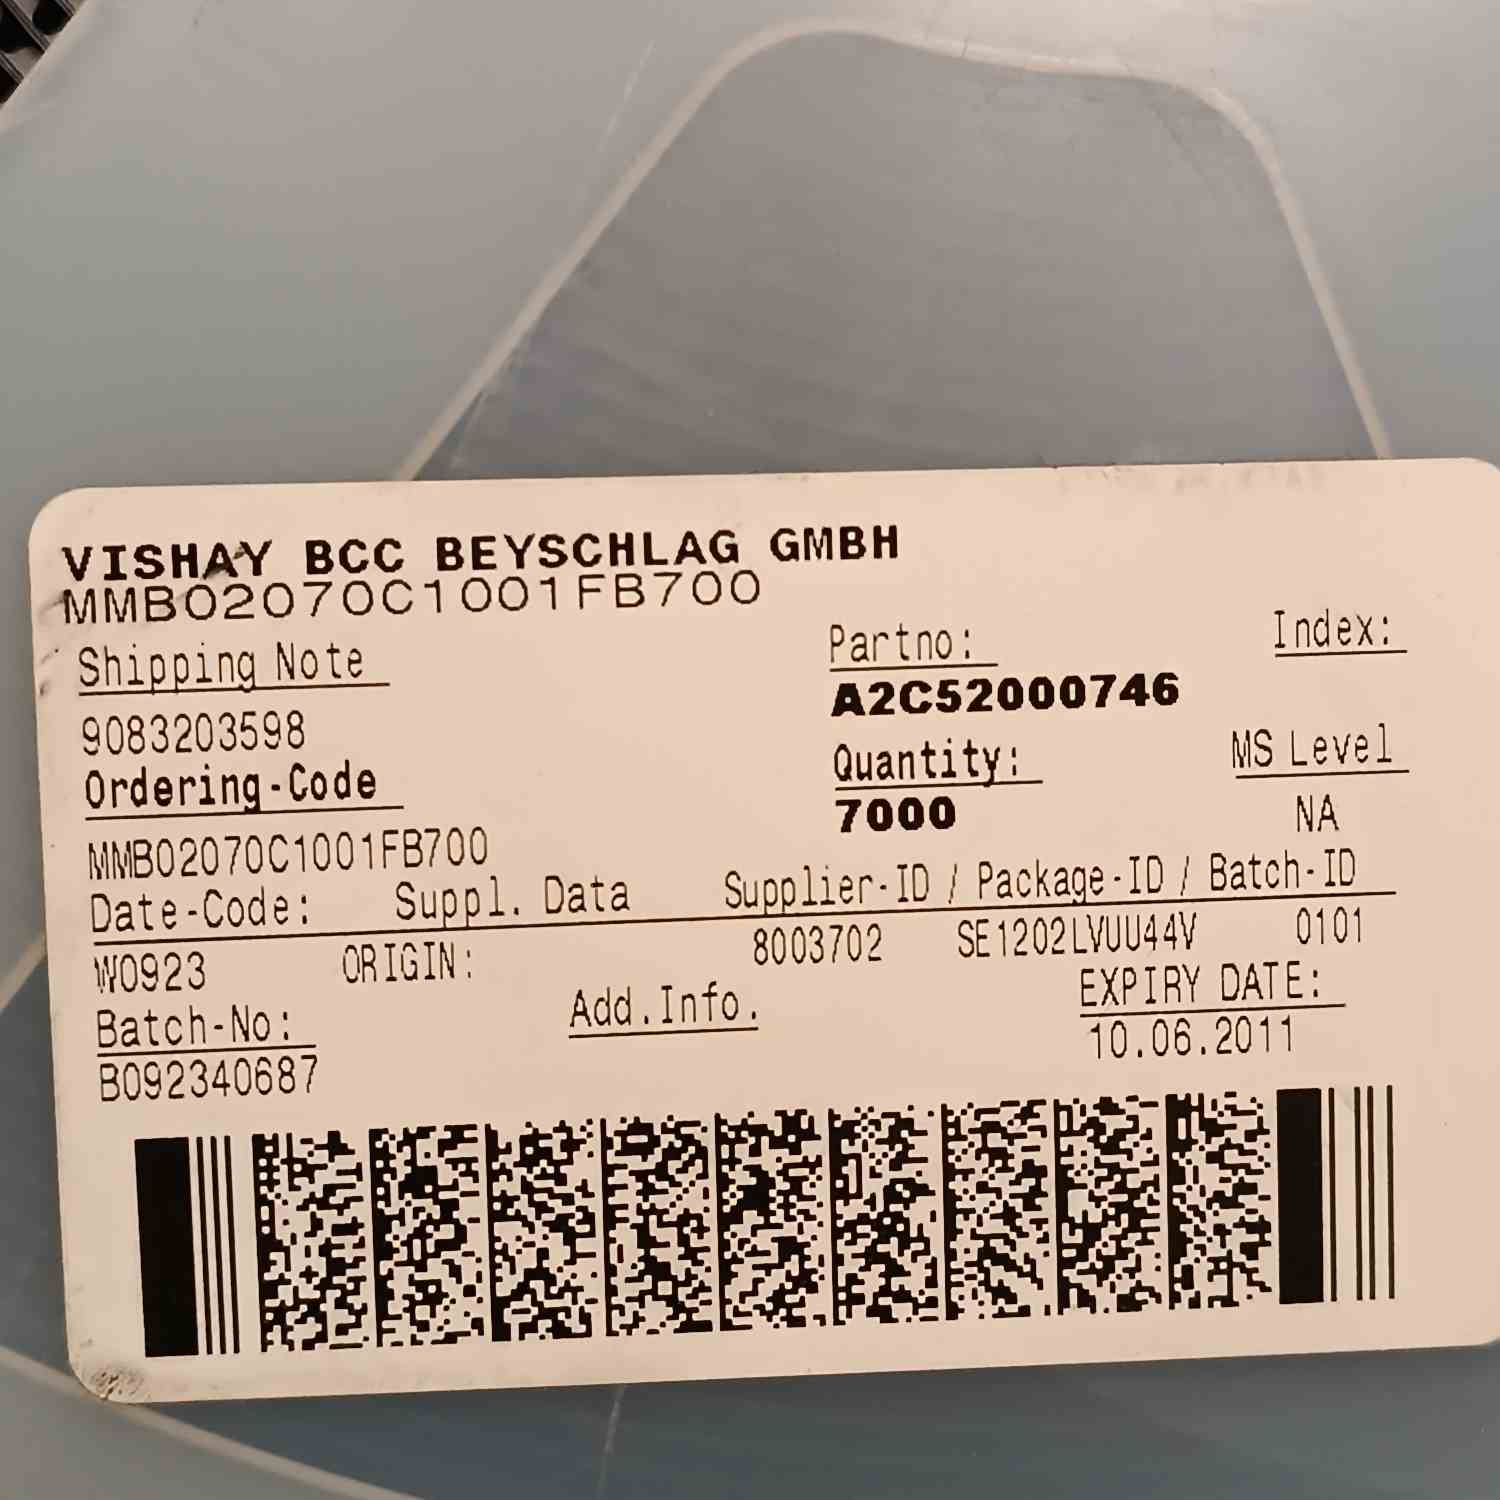 VISHAY BCC BEYSCHLAG GMBH
MMB02070C1001FB700
Shipping Note
9083203598
Ordering-Code
MMB02070C1001FB700
Partno:
A2C52000746
Index:
Quantity:
7000
MS Level
NA
Date-Code: Suppl. Data Supplier-ID / Package-ID / Batch-ID
W0923 ORIGIN: 8003702 SE1202LVUU44V 0101
Batch-No: Add.Info. EXPIRY DATE:
B092340687 10.06.2011